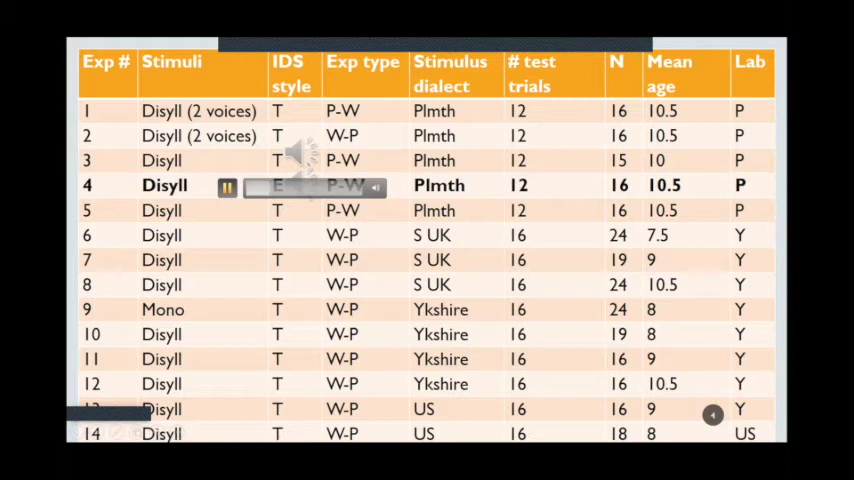 Exp # Stimuli IDS style Exp type Stimulus dialect # test trials N Mean age Lab
1 Disyll (2 voices) T P-W Plmth 12 16 10.5 P
2 Disyll (2 voices) T W-P Plmth 12 16 10.5 P
3 Disyll T P-W Plmth 12 15 10 P
4 Disyll E P-W Plmth 12 16 10.5 P
5 Disyll T P-W Plmth 12 16 10.5 P
6 Disyll T W-P S UK 16 24 7.5 Y
7 Disyll T W-P S UK 16 19 9 Y
8 Disyll T W-P S UK 16 24 10.5 Y
9 Mono T W-P Ykshire 16 24 8 Y
10 Disyll T W-P Ykshire 16 19 8 Y
11 Disyll T W-P Ykshire 16 16 9 Y
12 Disyll T W-P Ykshire 16 16 10.5 Y
13 Disyll T W-P US 16 16 9 Y
14 Disyll T W-P US 16 18 8 US
4